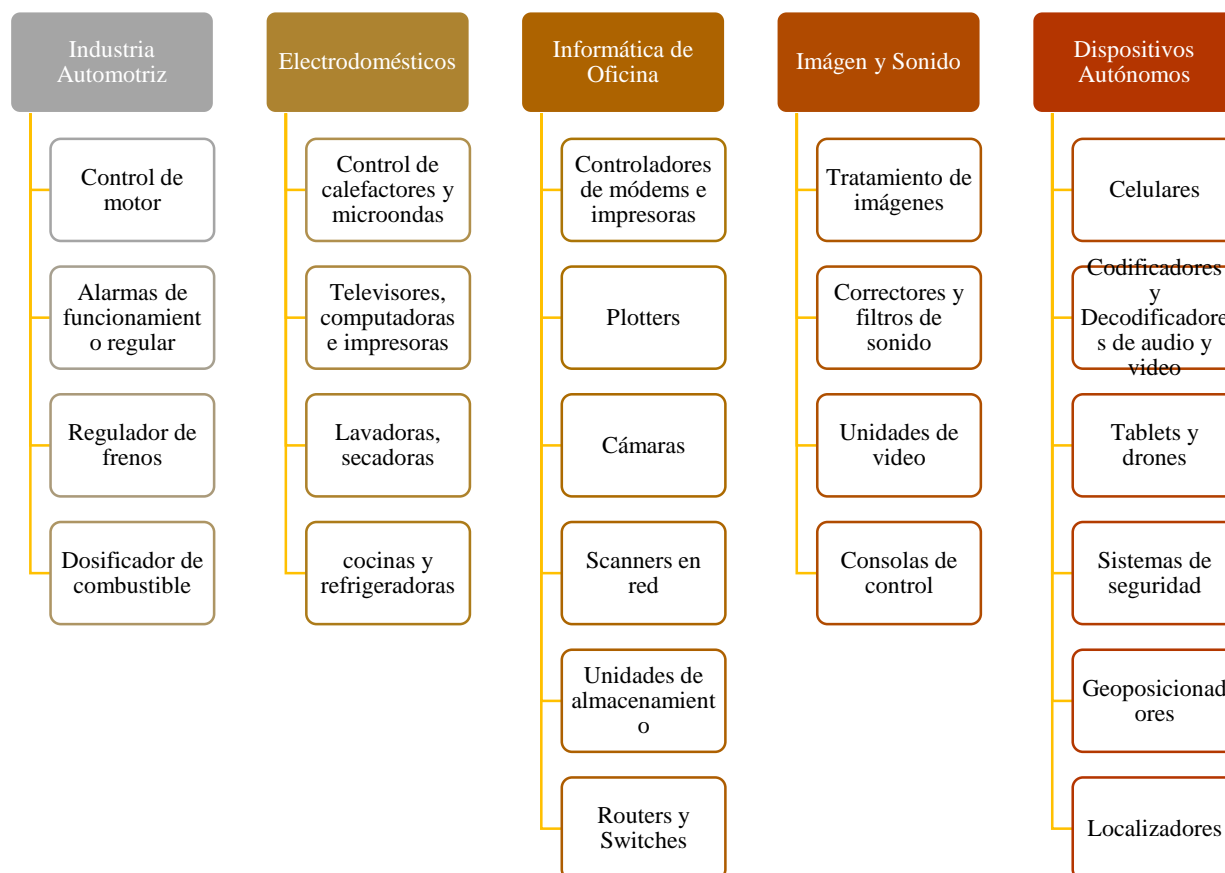 Industria
Automotriz
Control de
motor
Alarmas de
funcionamient
o regular
Regulador de
frenos
Dosificador de
combustible
Electrodomésticos
Control de
calefactores y
microondas
Televisores,
computadoras
e impresoras
Lavadoras,
secadoras
cocinas y
refrigeradoras
Informática de
Oficina
Controladores
de módems e
impresoras
Plotters
Cámaras
Scanners en
red
Unidades de
almacenamient
o
Routers y
Switches
Imágen y Sonido
Tratamiento de
imágenes
Correctores y
filtros de
sonido
Unidades de
video
Consolas de
control
Dispositivos
Autónomos
Celulares
Codificadores
y
Decodificadore
s de audio y
video
Tablets y
drones
Sistemas de
seguridad
Geoposicionad
ores
Localizadores